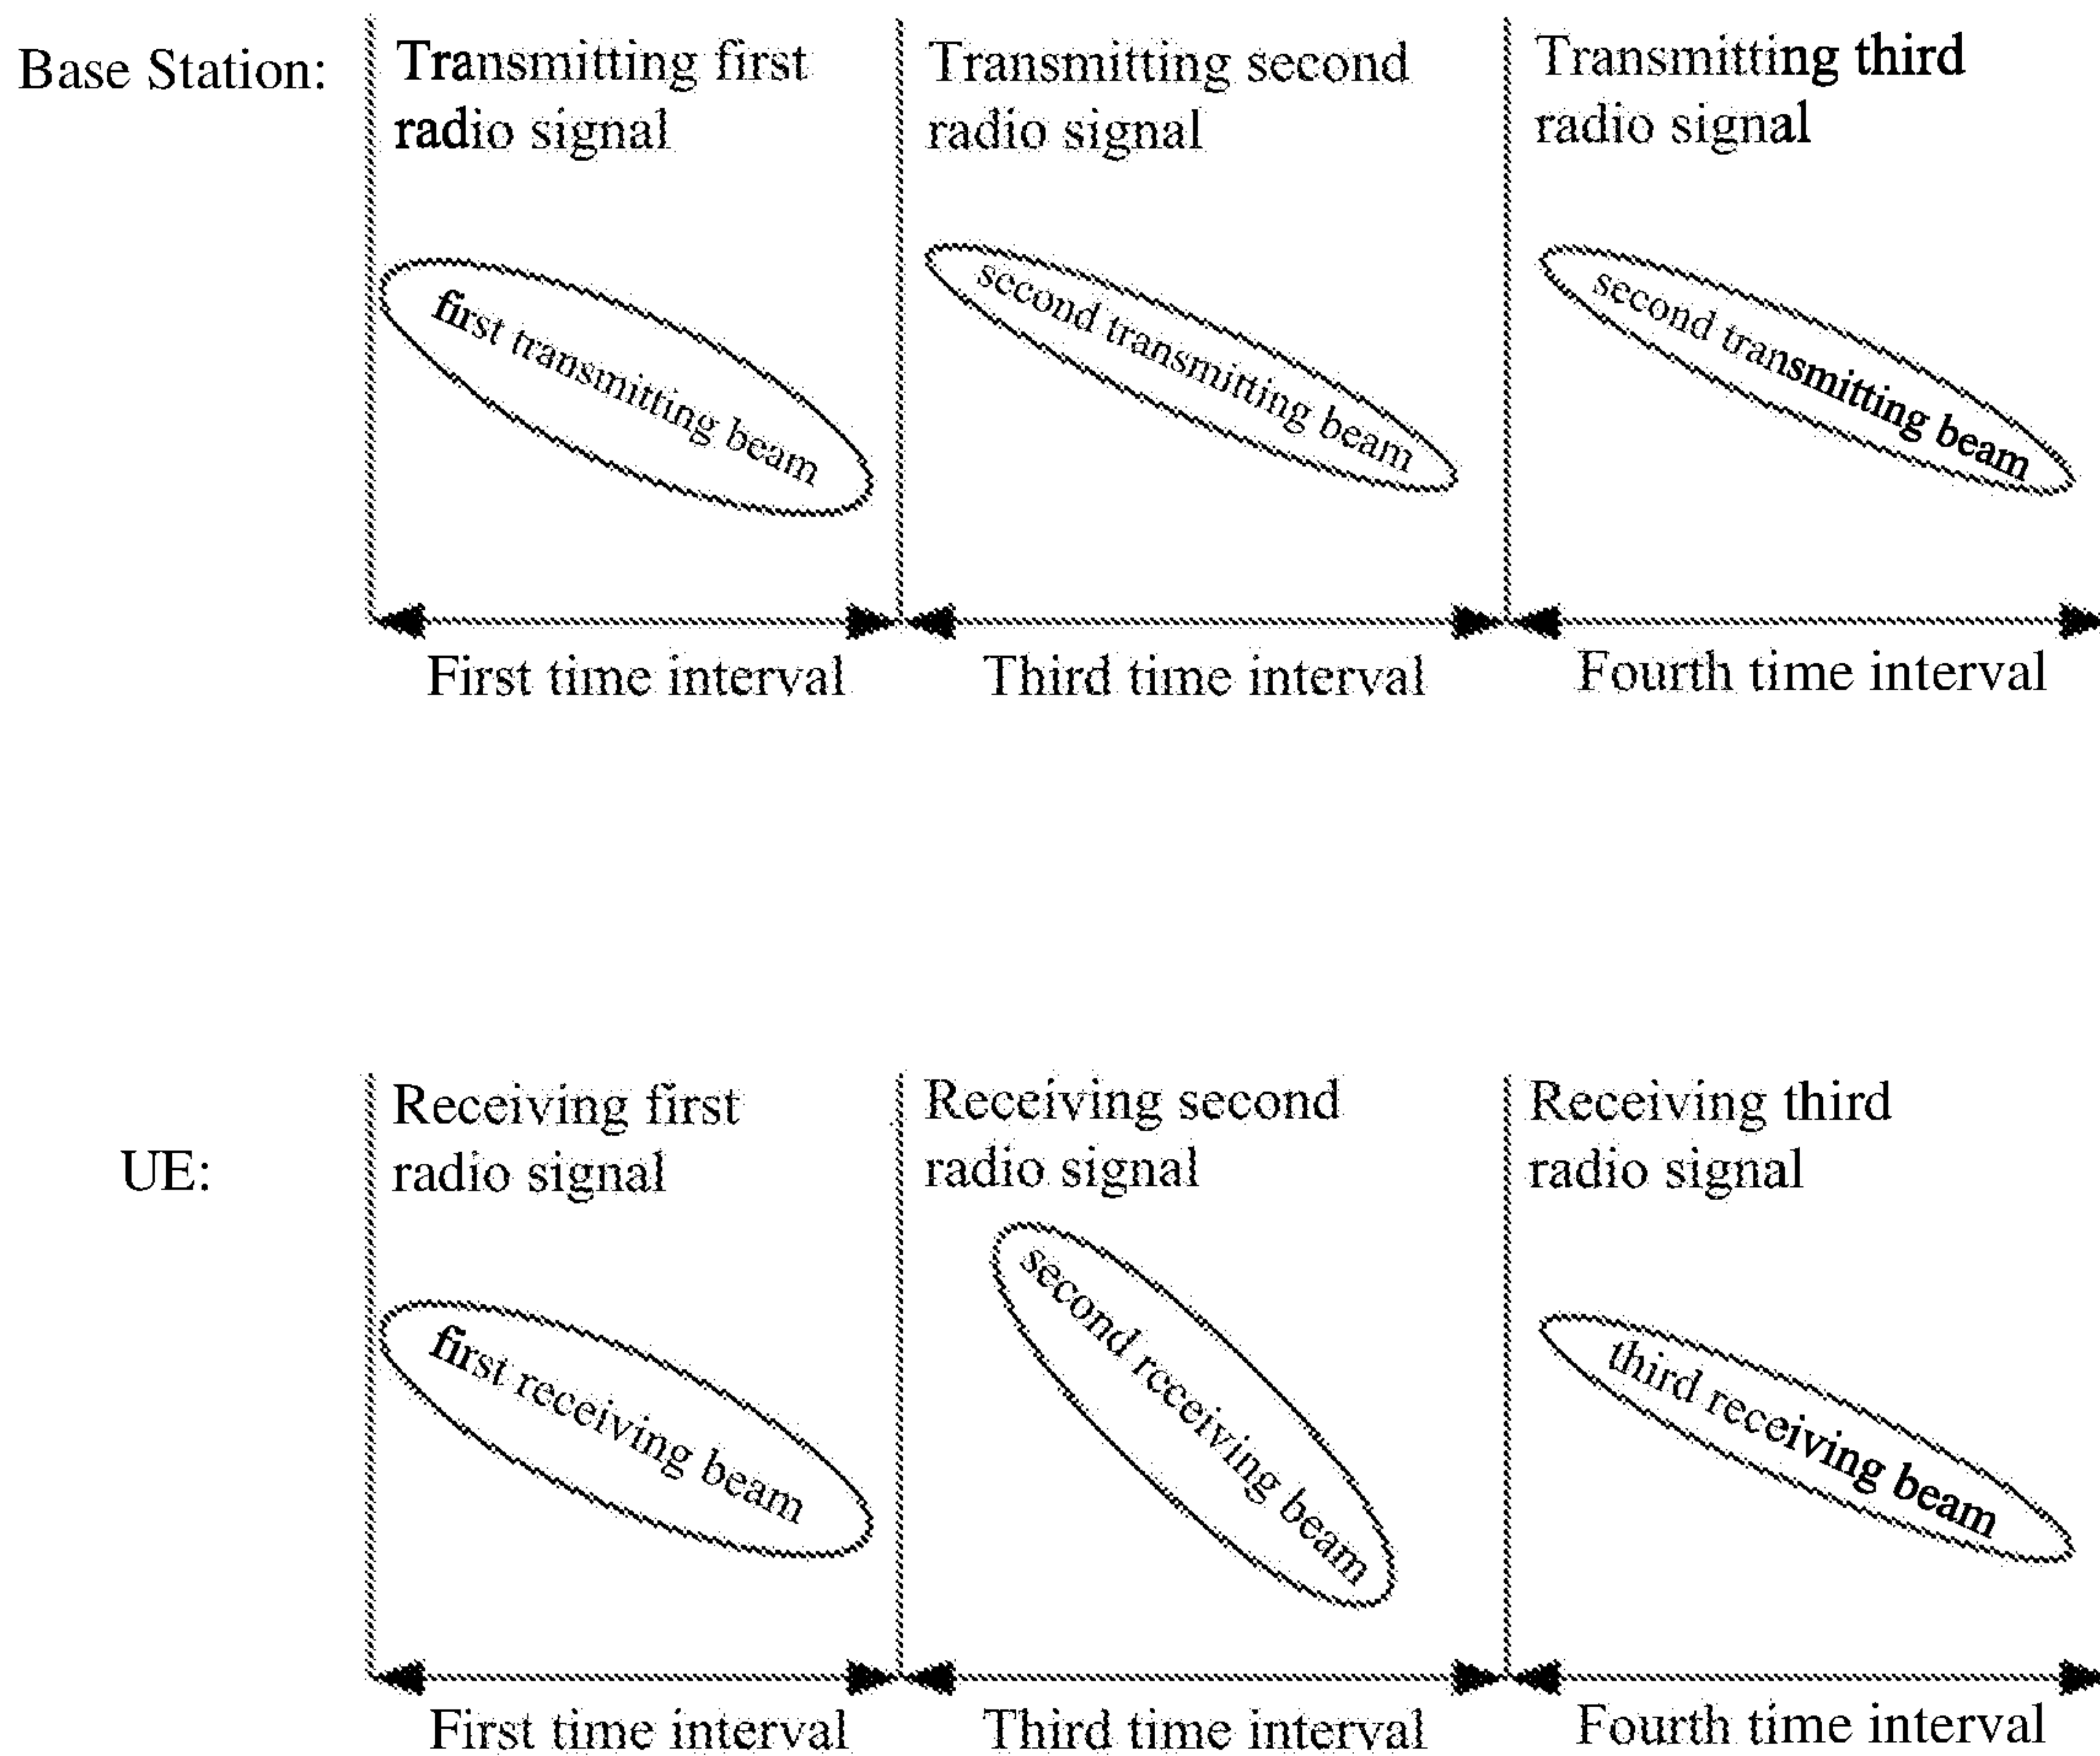 Base Station:
Transmitting first
radio signal
Transmitting second
radio signal
Transmitting third
radio signal
first transmitting beam
second transmitting beam
second transmitting beam
First time interval
Third time interval
Fourth time interval
UE:
Receiving first
radio signal
Receiving second
radio signal
Receiving third
radio signal
first receiving beam
second receiving beam
third receiving beam
First time interval
Third time interval
Fourth time interval